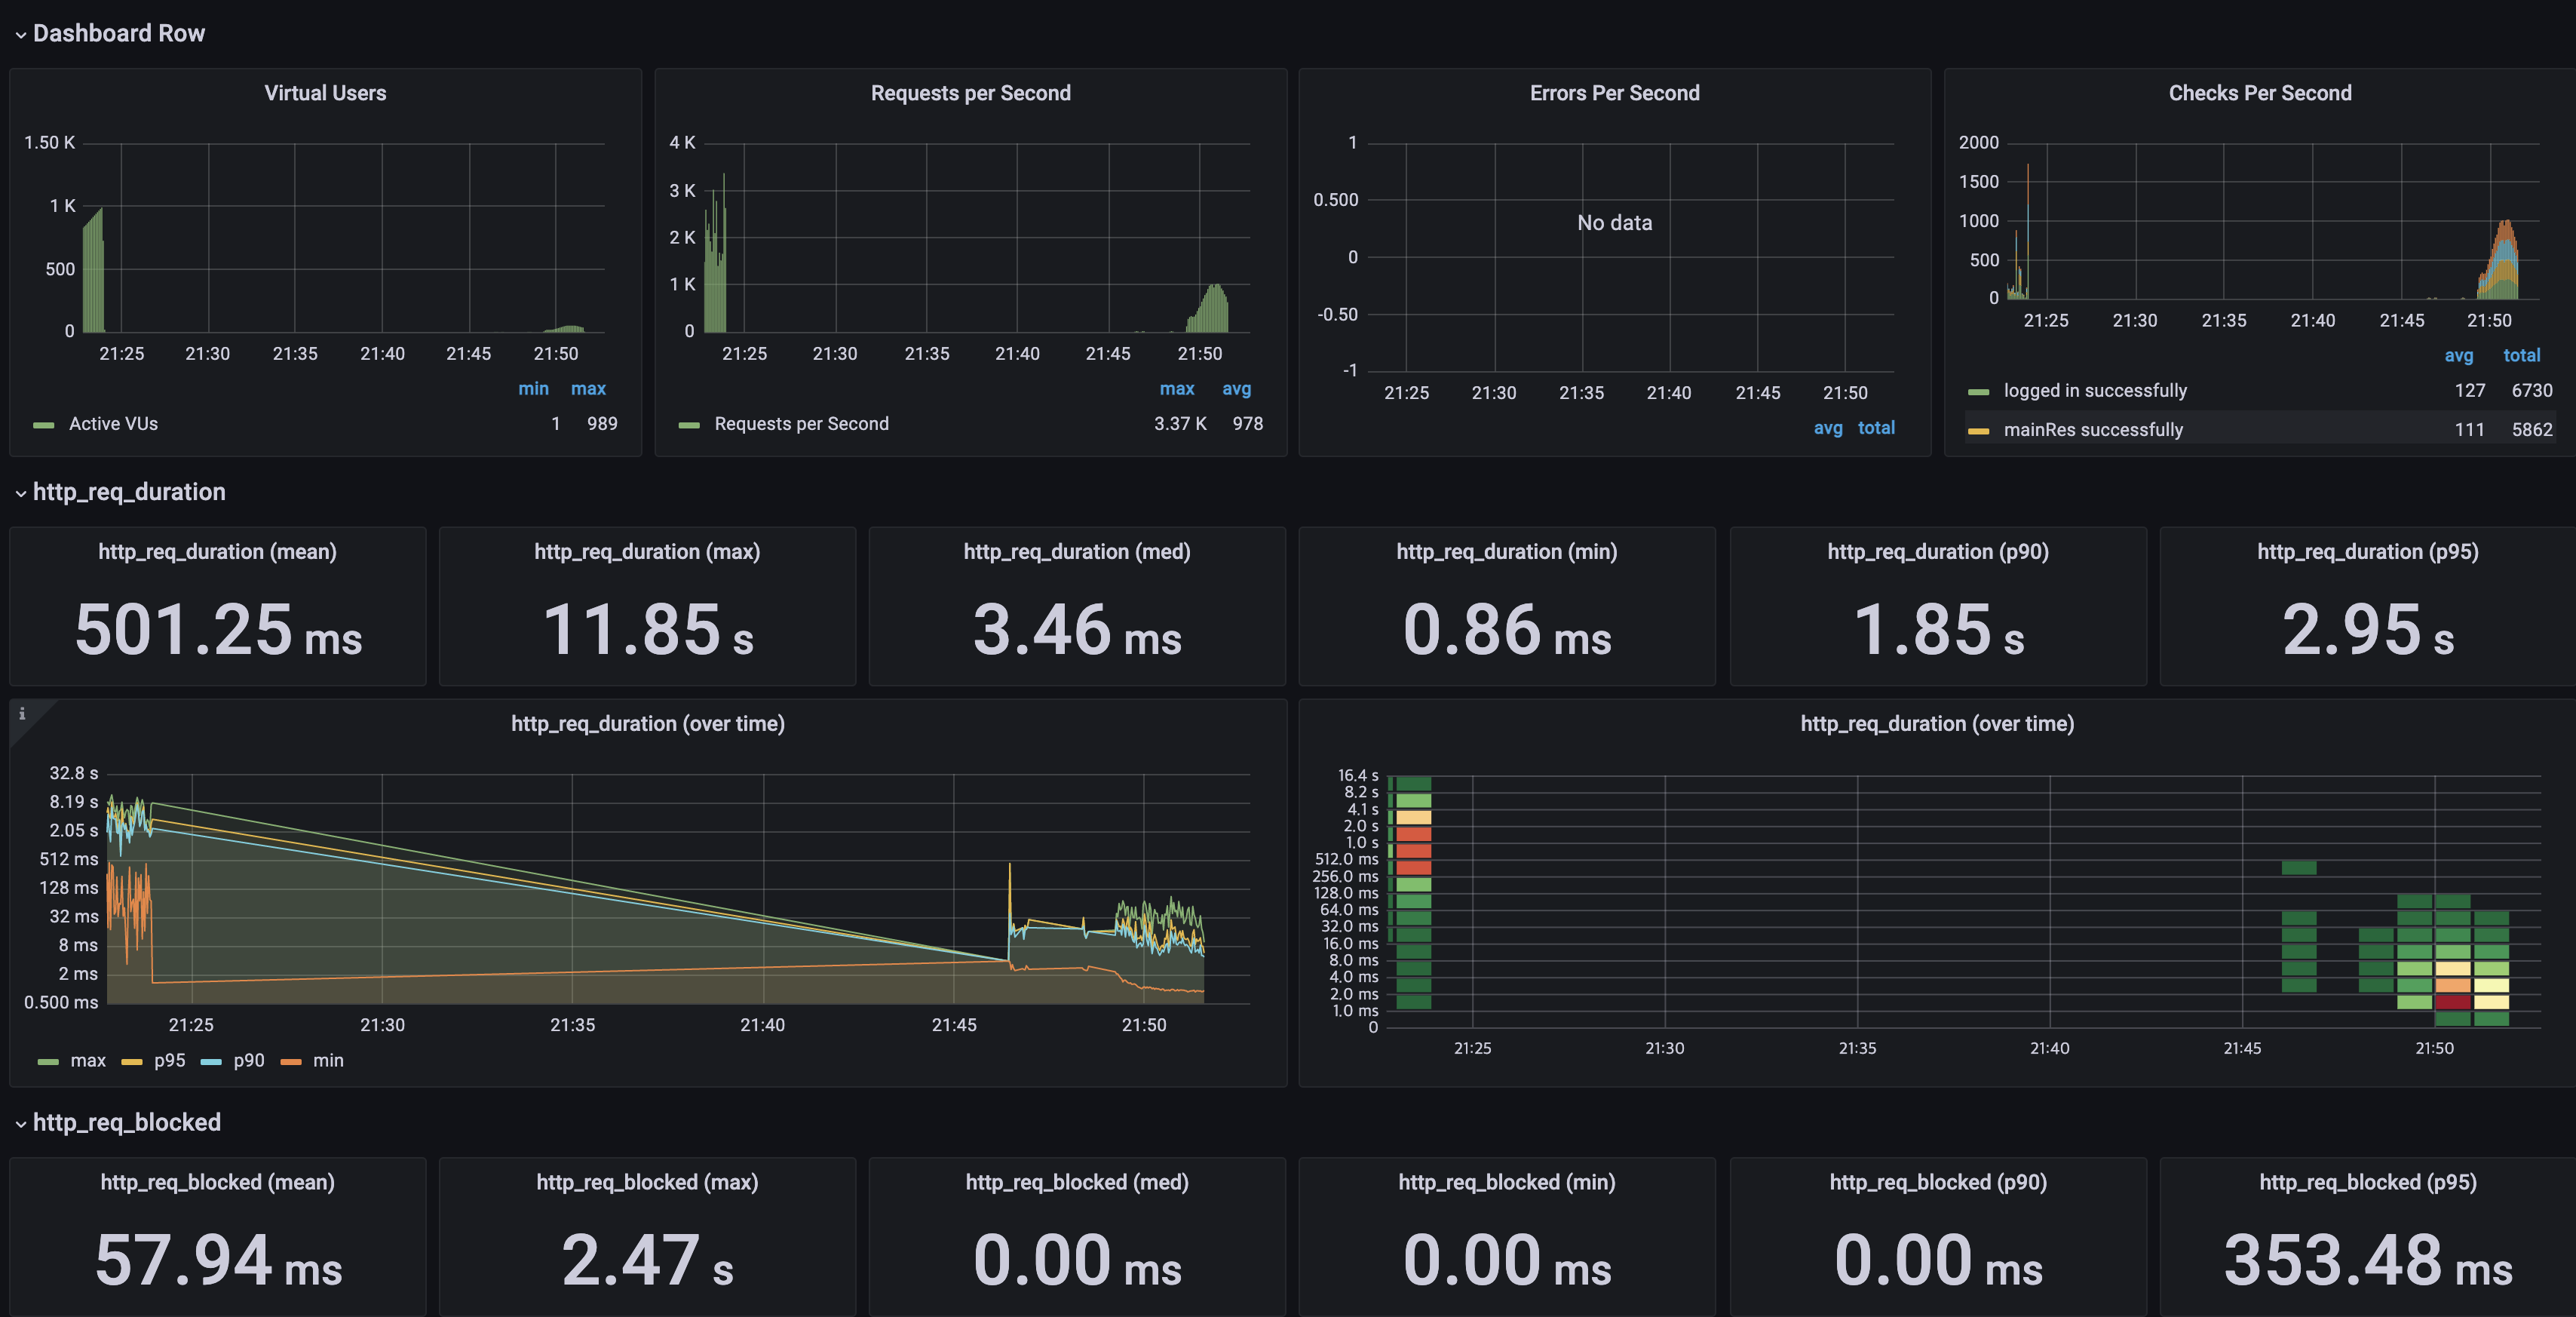 Dashboard Row
Virtual Users
1.50 K
1 K
500
0
21:25 21:30 21:35 21:40 21:45 21:50
min max
Active VUs 1 989
Requests per Second
4 K
3 K
2 K
1 K
0
21:25 21:30 21:35 21:40 21:45 21:50
max avg
Requests per Second 3.37 K 978
Errors Per Second
1
0.500
0
-0.50
-1
No data
21:25 21:30 21:35 21:40 21:45 21:50
avg total
Checks Per Second
2000
1500
1000
500
0
21:25 21:30 21:35 21:40 21:45 21:50
avg total
logged in successfully 127 6730
mainRes successfully 111 5862
http_req_duration
http_req_duration (mean)
501.25 ms
http_req_duration (max)
11.85 s
http_req_duration (med)
3.46 ms
http_req_duration (min)
0.86 ms
http_req_duration (p90)
1.85 s
http_req_duration (p95)
2.95 s
i
http_req_duration (over time)
32.8 s
8.19 s
2.05 s
512 ms
128 ms
32 ms
8 ms
2 ms
0.500 ms
21:25 21:30 21:35 21:40 21:45 21:50
max p95 p90 min
http_req_duration (over time)
16.4 s
8.2 s
4.1 s
2.0 s
1.0 s
512.0 ms
256.0 ms
128.0 ms
64.0 ms
32.0 ms
16.0 ms
8.0 ms
4.0 ms
2.0 ms
1.0 ms
0
21:25 21:30 21:35 21:40 21:45 21:50
http_req_blocked
http_req_blocked (mean)
57.94 ms
http_req_blocked (max)
2.47 s
http_req_blocked (med)
0.00 ms
http_req_blocked (min)
0.00 ms
http_req_blocked (p90)
0.00 ms
http_req_blocked (p95)
353.48 ms